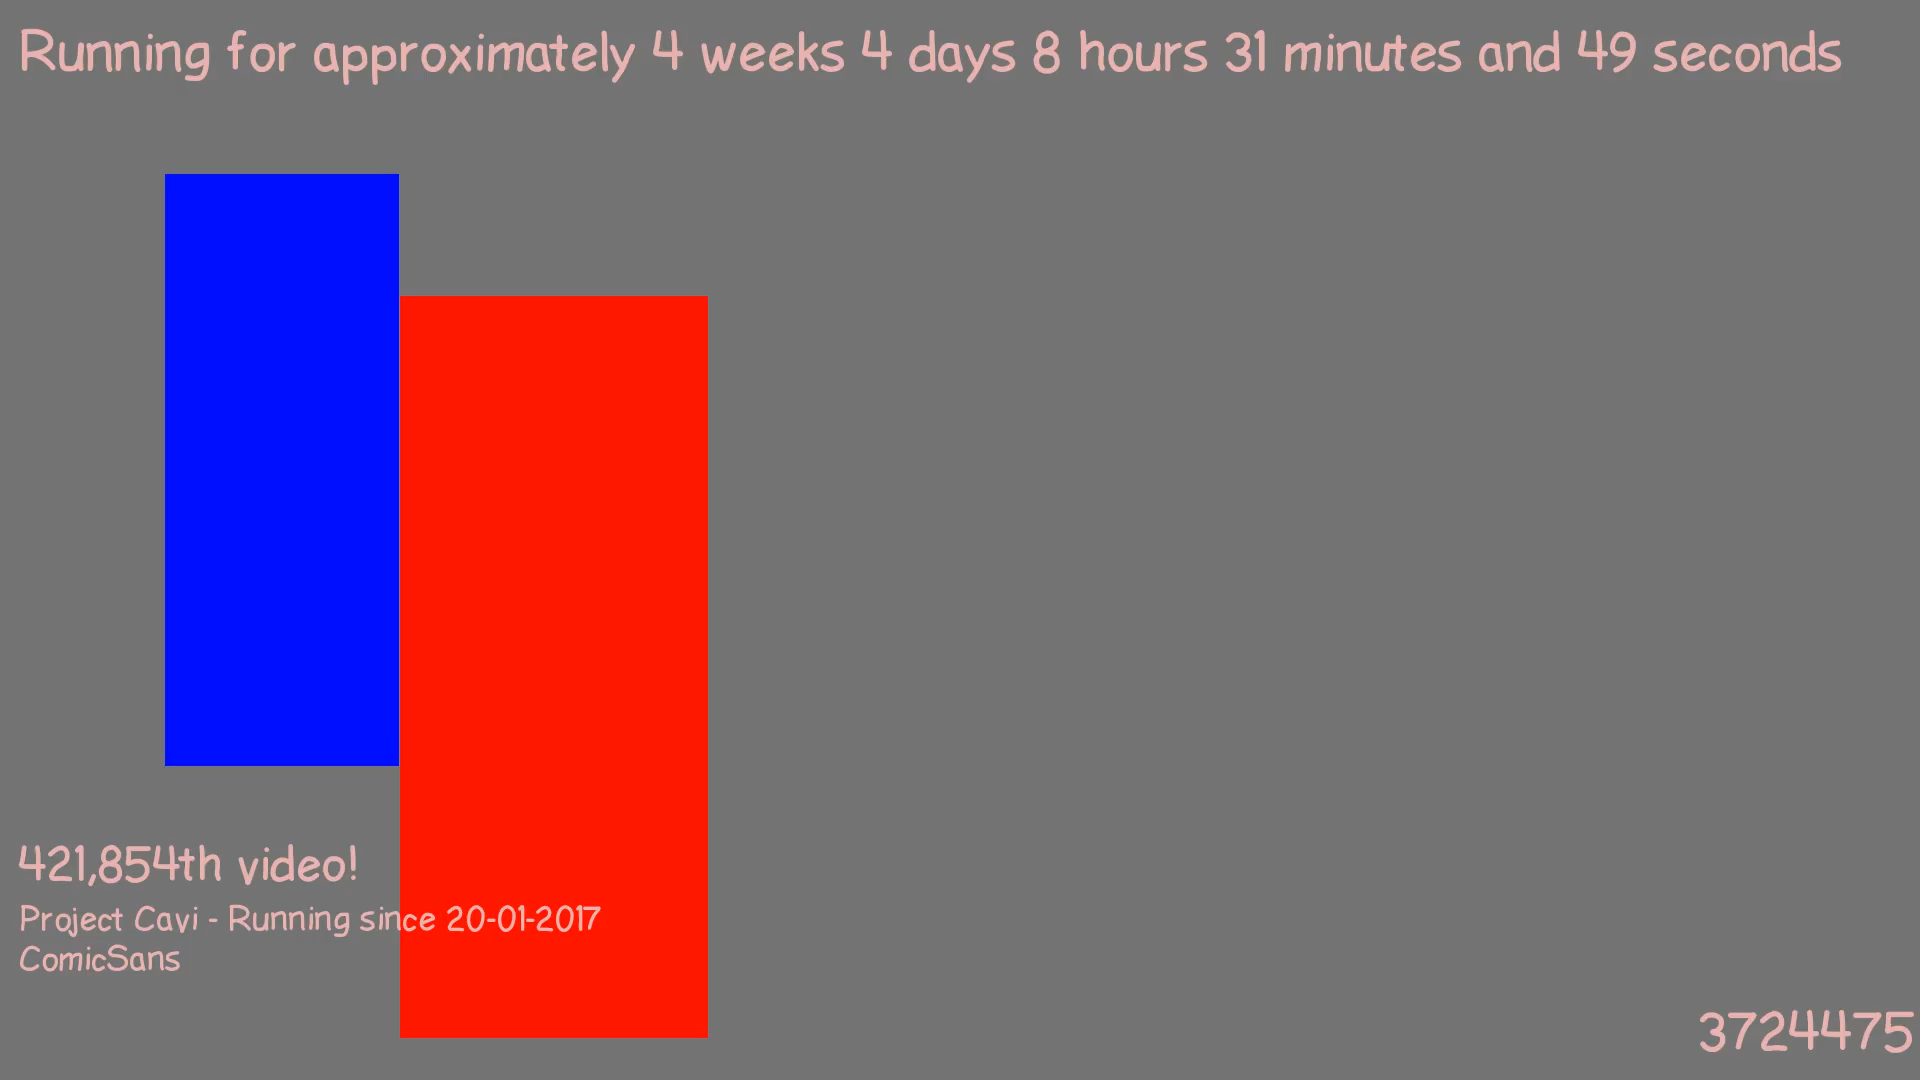 Running for approximately 4 weeks 4 days 8 hours 31 minutes and 49 seconds
421,854th video!
Project Cavi - Running since 20-01-2017
ComicSans
3724475